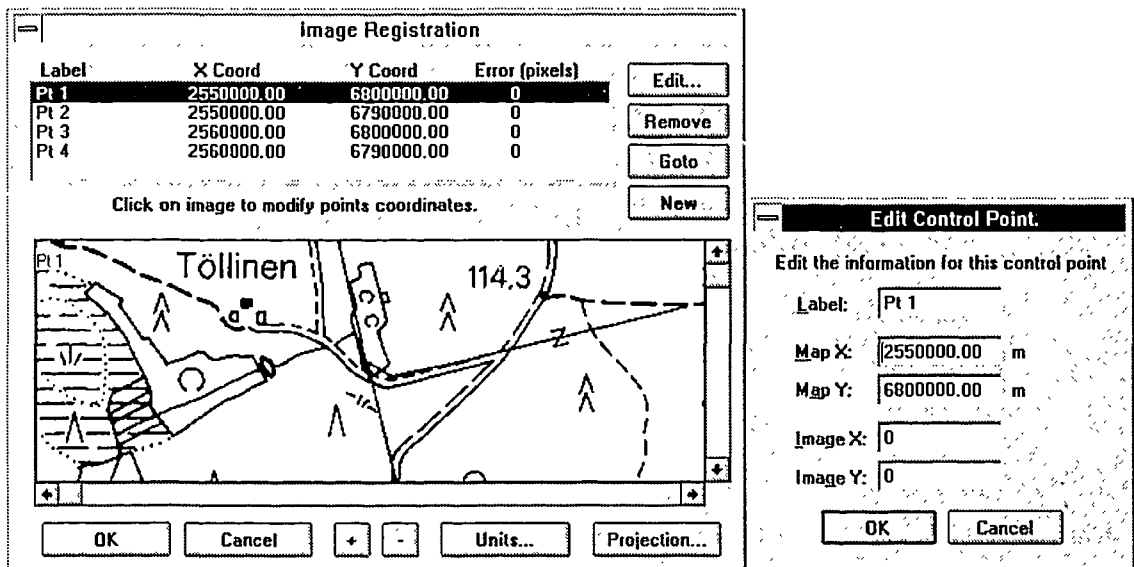 Image Registration
Label X Coord Y Coord Error (pixels)
Pt 1 2550000.00 6800000.00 0
Pt 2 2550000.00 6790000.00 0
Pt 3 2560000.00 6800000.00 0
Pt 4 2560000.00 6790000.00 0
Edit...
Remove
Goto
New
Click on image to modify points coordinates.
Pt 1
Töllinen
114,3
OK Cancel + - Units... Projection...
Edit Control Point.
Edit the information for this control point
Label: Pt 1
Map X: 2550000.00 m
Map Y: 6800000.00 m
Image X: 0
Image Y: 0
OK Cancel